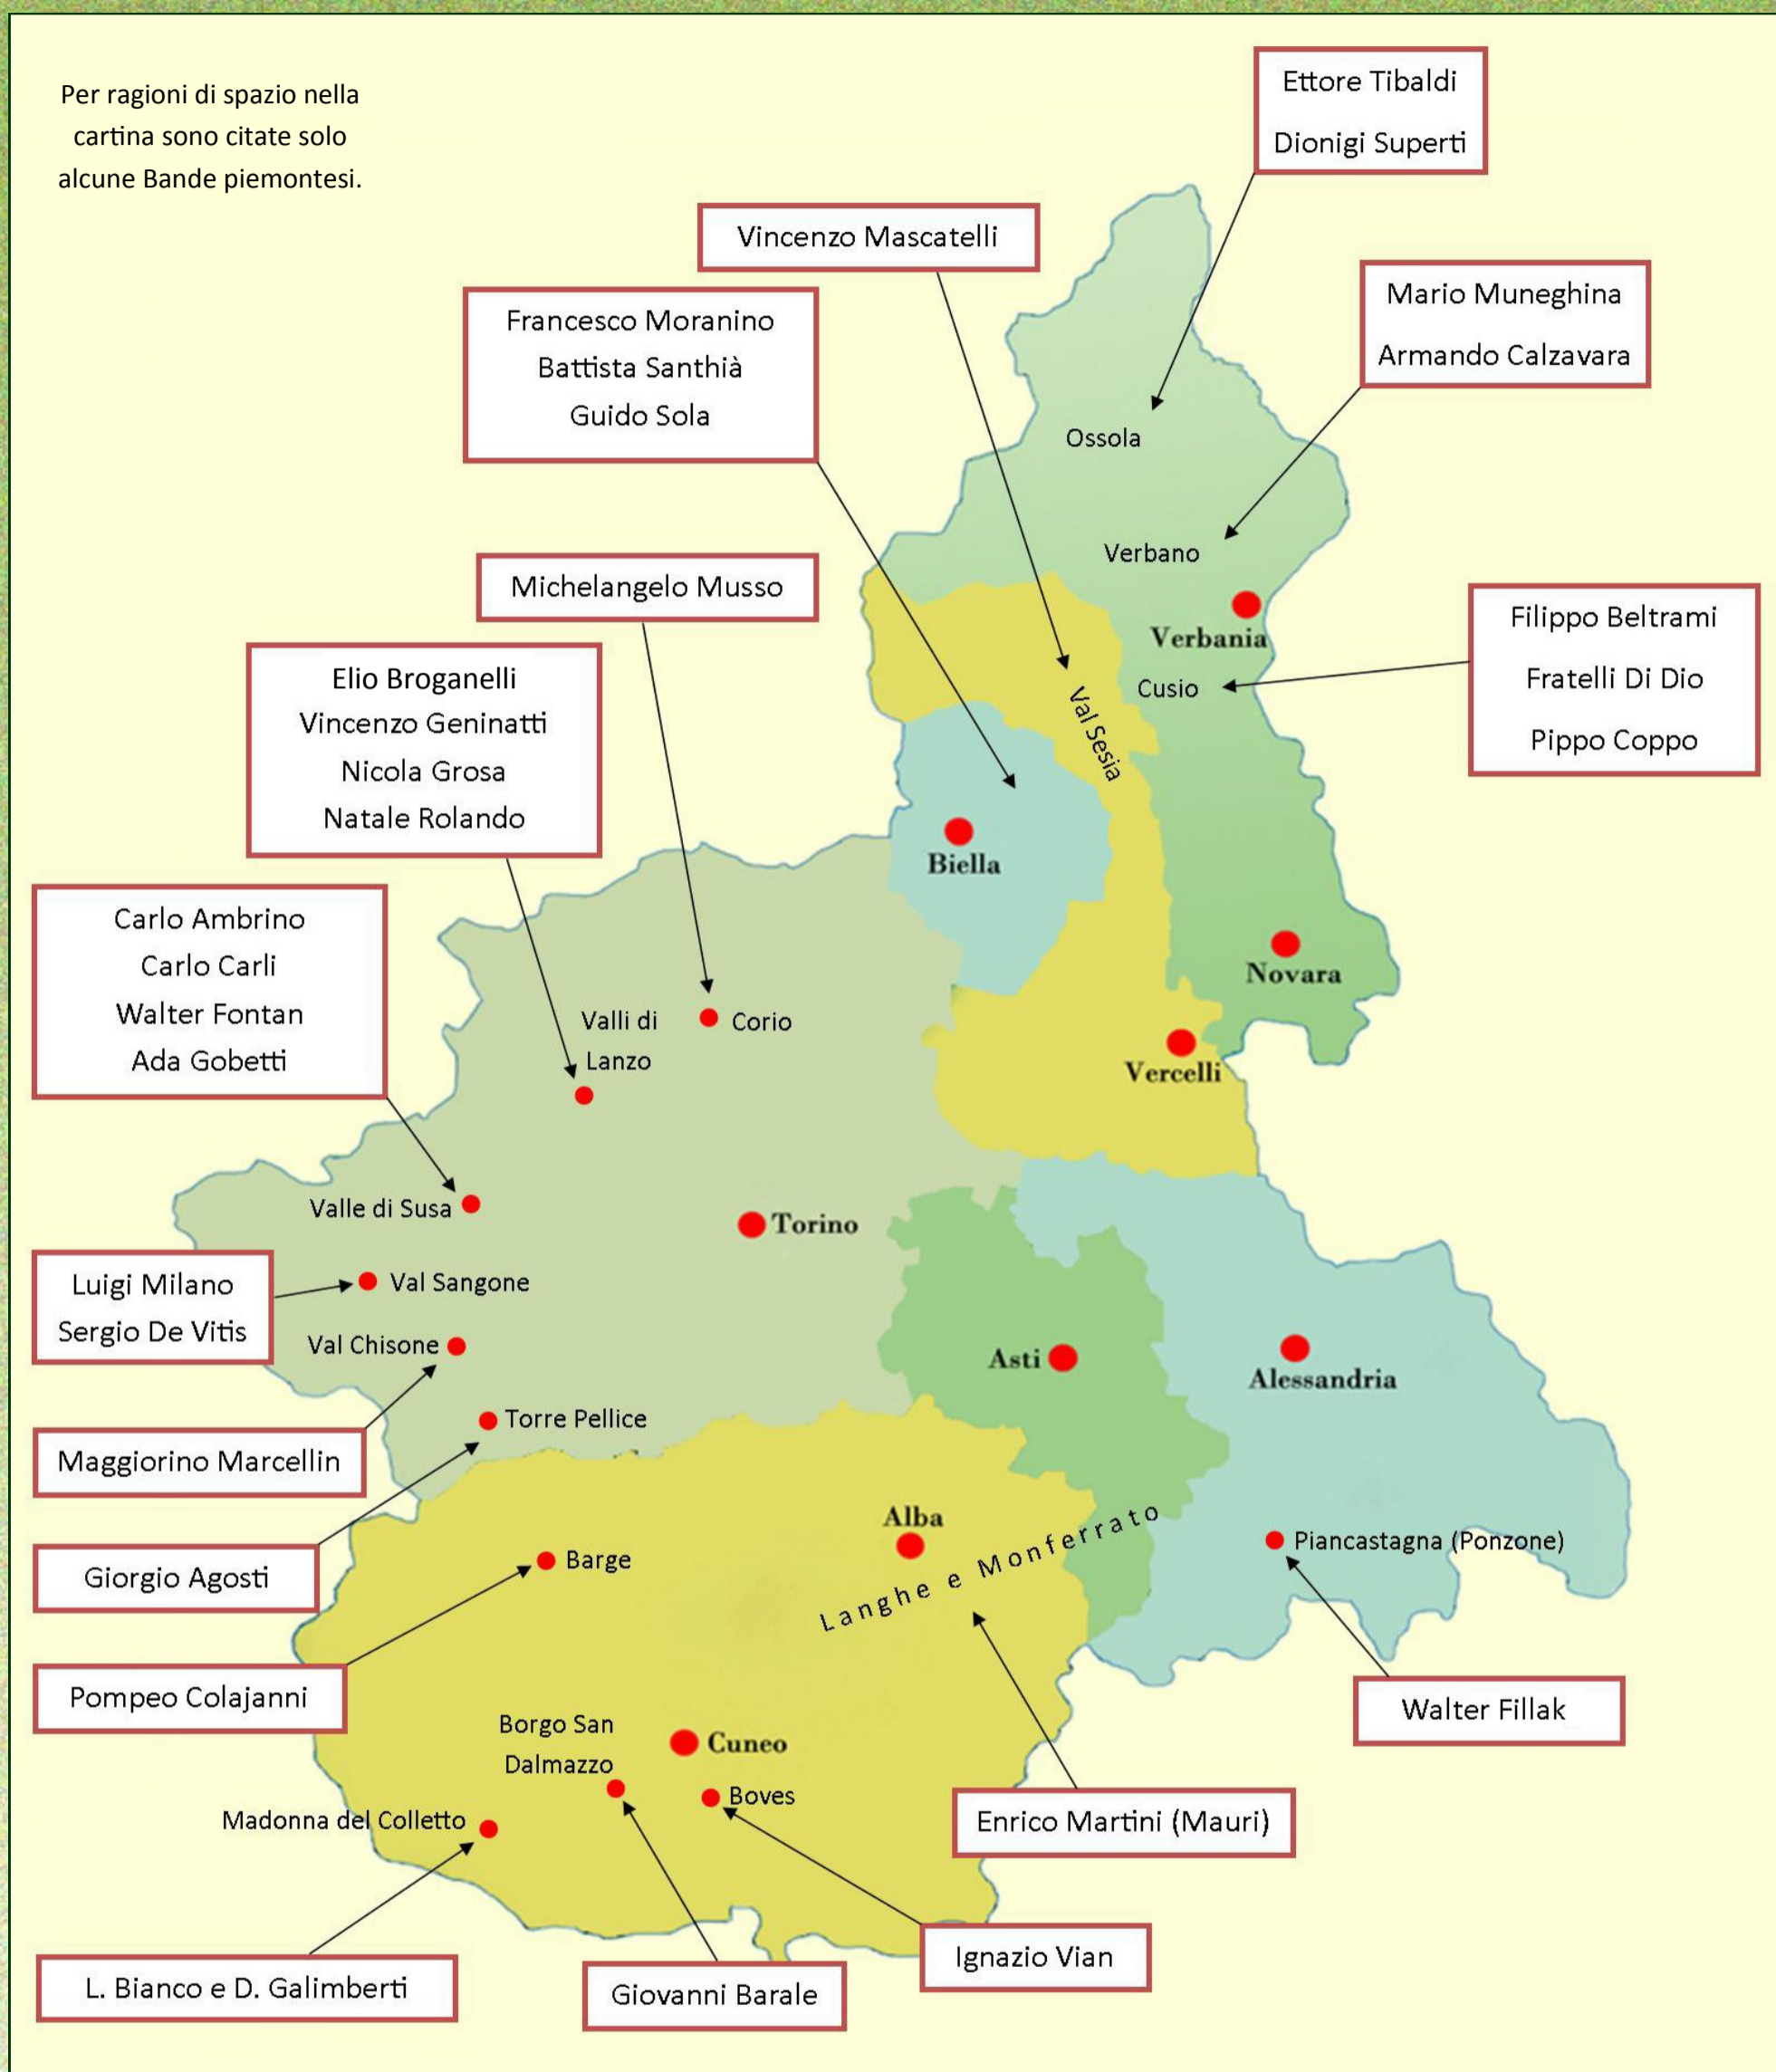 Per ragioni di spazio nella
cartina sono citate solo
alcune Bande piemontesi.
Ettore Tibaldi
Dionigi Superti
Vincenzo Mascatelli
Mario Muneghina
Armando Calzavara
Francesco Moranino
Battista Santhià
Guido Sola
Ossola
Verbano
Michelangelo Musso
Verbania
Filippo Beltrami
Fratelli Di Dio
Pippo Coppo
Cusio
Val Sesia
Elio Broganelli
Vincenzo Geninatti
Nicola Grosa
Natale Rolando
Biella
Carlo Ambrino
Carlo Carli
Walter Fontan
Ada Gobetti
Novara
Valli di
Lanzo
Corio
Vercelli
Valle di Susa
Torino
Luigi Milano
Sergio De Vitis
Val Sangone
Val Chisone
Asti
Alessandria
Torre Pellice
Maggiorino Marcellin
Alba
Langhe e Monferrato
Piancastagna (Ponzone)
Barge
Giorgio Agosti
Pompeo Colajanni
Walter Fillak
Borgo San
Dalmazzo
Cuneo
Boves
Madonna del Colletto
Enrico Martini (Mauri)
Ignazio Vian
L. Bianco e D. Galimberti
Giovanni Barale